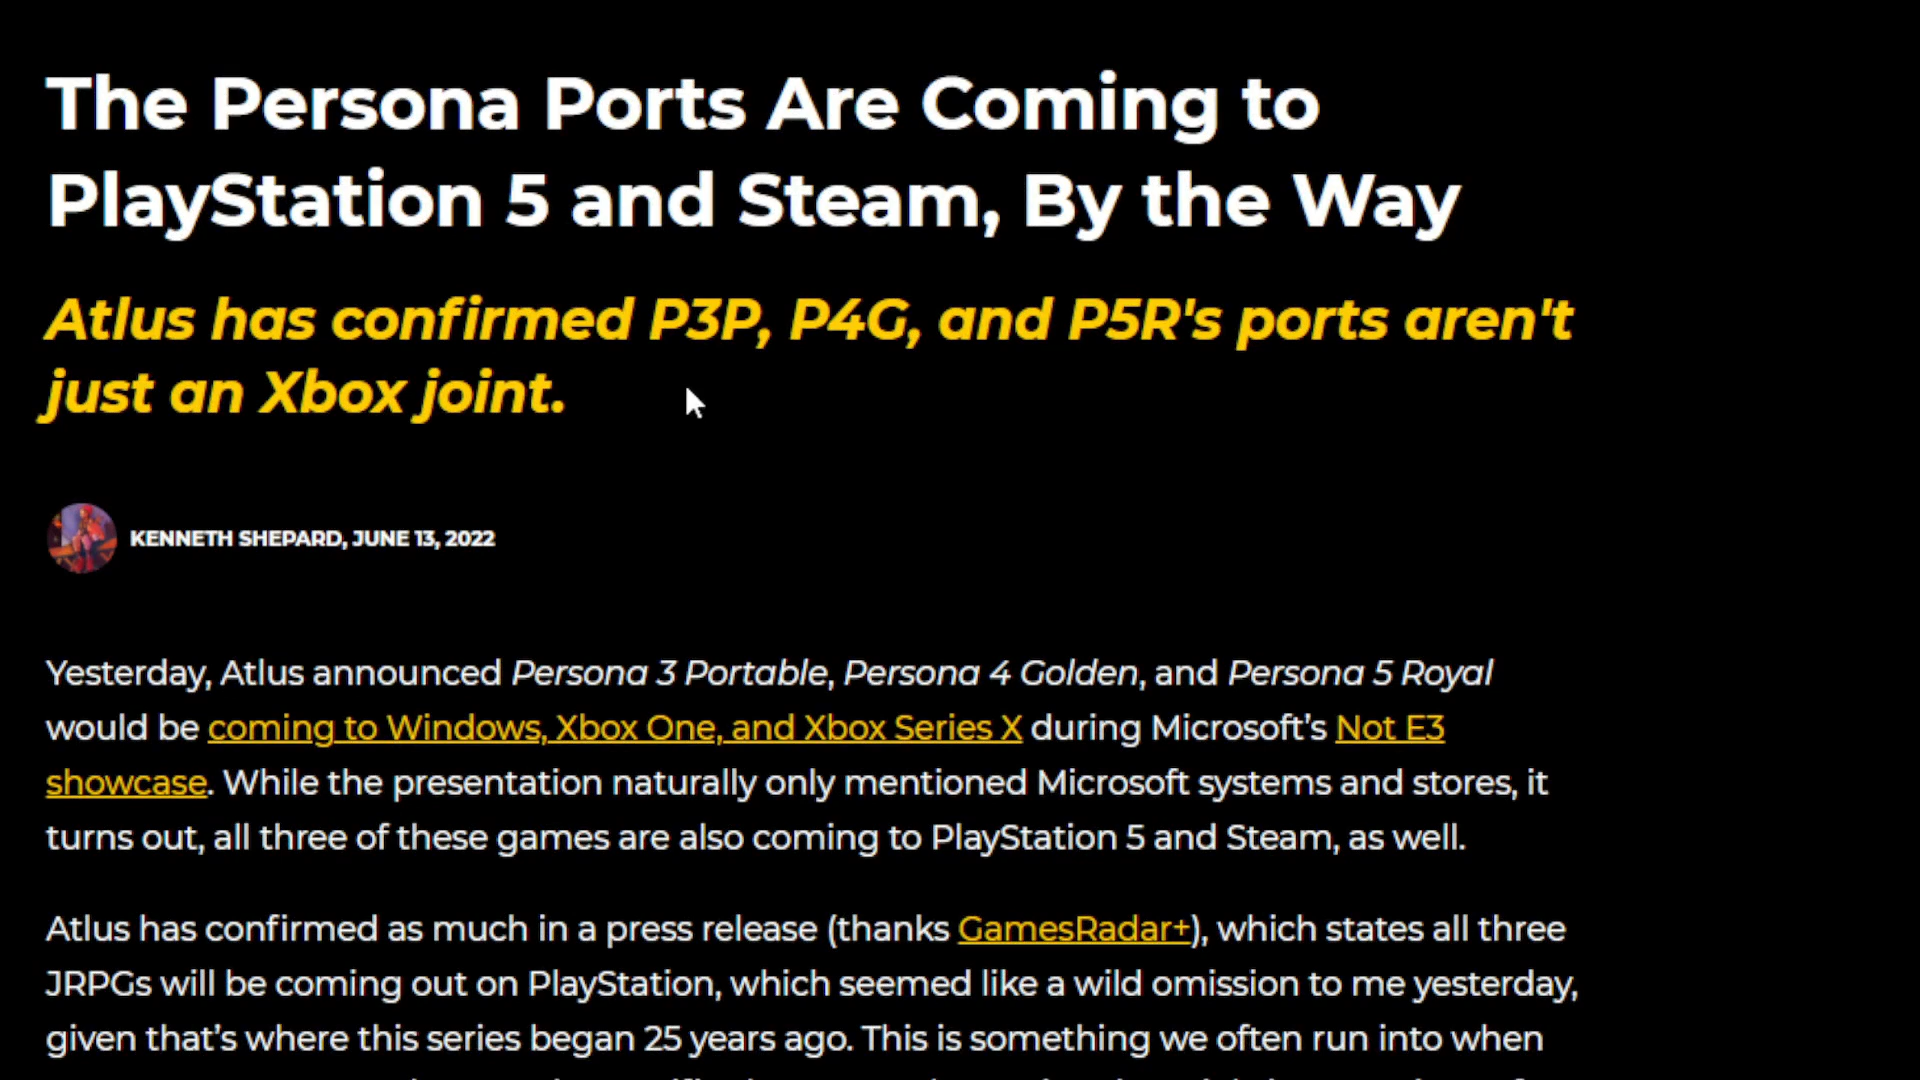 The Persona Ports Are Coming to
PlayStation 5 and Steam, By the Way
Atlus has confirmed P3P, P4G, and P5R's ports aren't
just an Xbox joint.
KENNETH SHEPARD, JUNE 13, 2022
Yesterday, Atlus announced Persona 3 Portable, Persona 4 Golden, and Persona 5 Royal
would be coming to Windows, Xbox One, and Xbox Series X during Microsoft’s Not E3
showcase. While the presentation naturally only mentioned Microsoft systems and stores, it
turns out, all three of these games are also coming to PlayStation 5 and Steam, as well.
Atlus has confirmed as much in a press release (thanks GamesRadar+), which states all three
JRPGs will be coming out on PlayStation, which seemed like a wild omission to me yesterday,
given that’s where this series began 25 years ago. This is something we often run into when